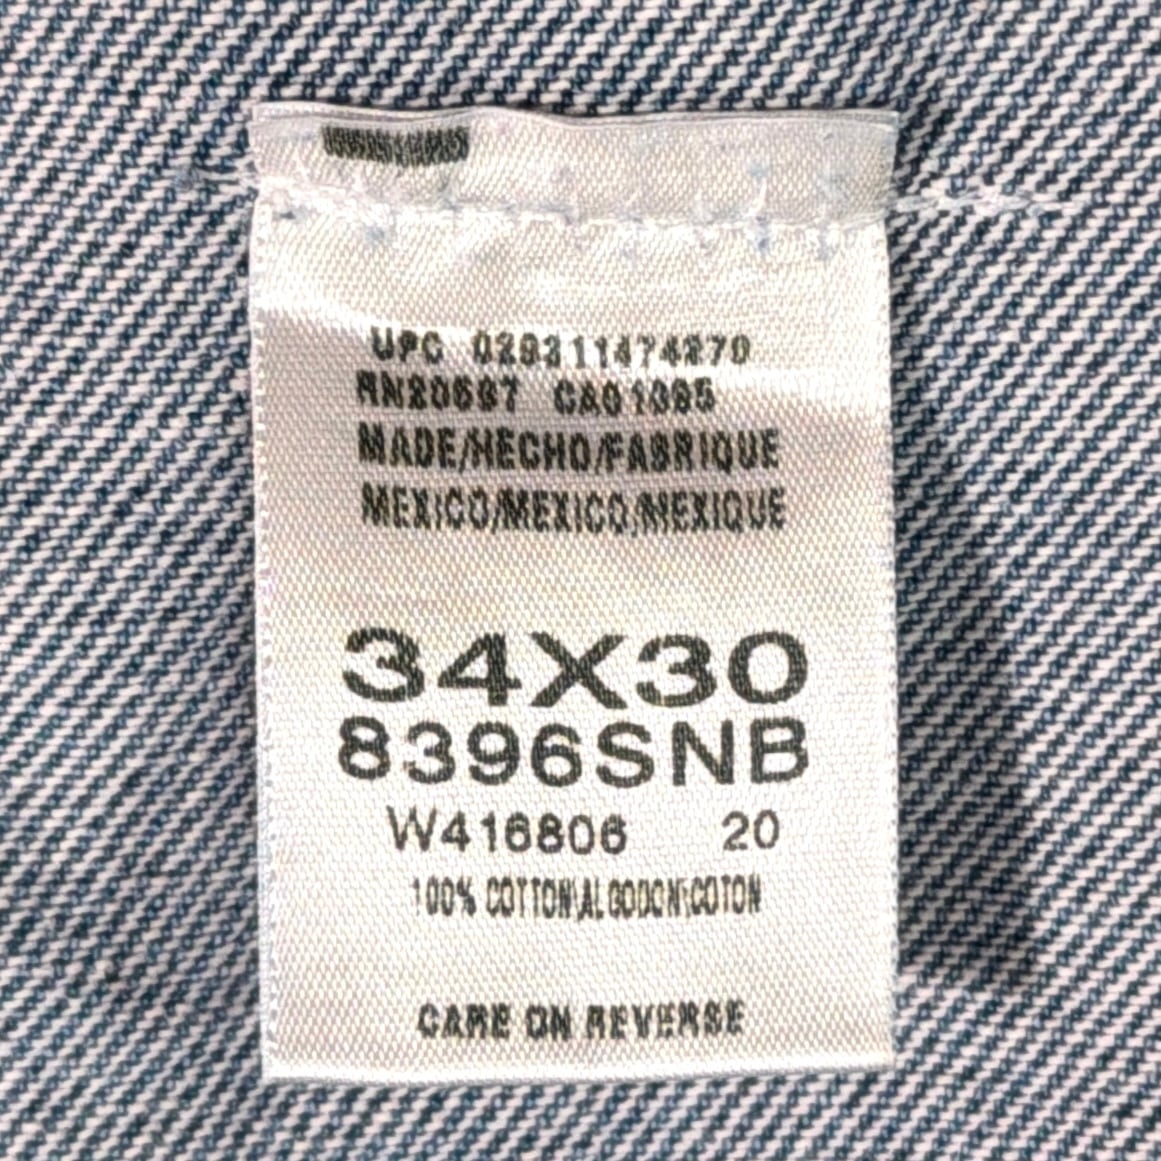 UPC 029311474270
RN20697 CA01095
MADE/HECHO/FABRIQUE
MEXICO/MEXICO/MEXIQUE
34X30
8396SNB
W416806 20
100% COTTON\ALGODON\COTON
CARE ON REVERSE